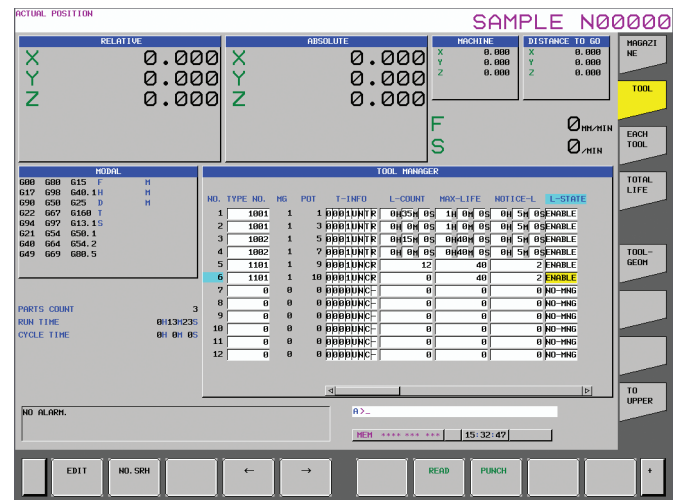 ACTUAL POSITION
SAMPLE N00000
RELATIVE
X 0.000
Y 0.000
Z 0.000
ABSOLUTE
X 0.000
Y 0.000
Z 0.000
MACHINE
X 0.000
Y 0.000
Z 0.000
DISTANCE TO GO
X 0.000
Y 0.000
Z 0.000
F 0MM/MIN
S 0/MIN
MODAL
G00 G80 G15 F M
G17 G98 G40.1H M
G90 G50 G25 D M
G22 G67 G160 T
G94 G97 G13.1S
G21 G54 G50.1
G40 G64 G54.2
G49 G69 G80.5
PARTS COUNT 3
RUN TIME 0H13M23S
CYCLE TIME 0H 0M 0S
TOOL MANAGER
NO. TYPE NO. MG POT T-INFO L-COUNT MAX-LIFE NOTICE-L L-STATE
1 1001 1 1 0001UNTR 0H35M 0S 1H 0M 0S 0H 5M 0S ENABLE
2 1001 1 3 0001UNTR 0H 0M 0S 1H 0M 0S 0H 5M 0S ENABLE
3 1002 1 5 0001UNTR 0H15M 0S 0H40M 0S 0H 5M 0S ENABLE
4 1002 1 7 0001UNTR 0H 0M 0S 0H40M 0S 0H 5M 0S ENABLE
5 1101 1 9 0001UNCR 12 40 2 ENABLE
6 1101 1 10 0001UNCR 0 40 2 ENABLE
7 0 0 0 0000UNC- 0 0 0 NO-MNG
8 0 0 0 0000UNC- 0 0 0 NO-MNG
9 0 0 0 0000UNC- 0 0 0 NO-MNG
10 0 0 0 0000UNC- 0 0 0 NO-MNG
11 0 0 0 0000UNC- 0 0 0 NO-MNG
12 0 0 0 0000UNC- 0 0 0 NO-MNG
NO ALARM.
A>_
MEM **** *** *** 15:32:47
MAGAZI
NE
TOOL
EACH
TOOL
TOTAL
LIFE
TOOL-
GEOM
TO
UPPER
EDIT NO.SRH ← → READ PUNCH +